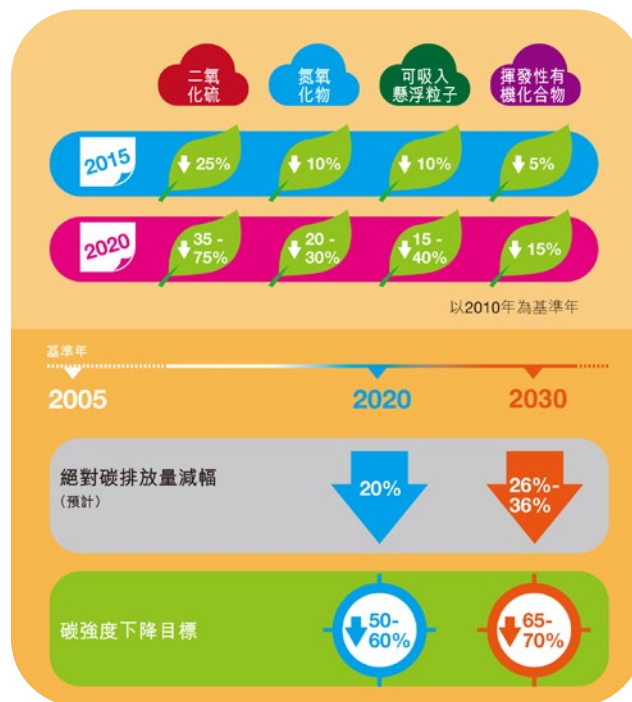 二氧
化硫
氮氧
化物
可吸入
懸浮粒子
揮發性有
機化合物
2015
25%
10%
10%
5%
2020
35 -
75%
20 -
30%
15 -
40%
15%
以2010年為基準年
基準年
2005
2020
2030
絕對碳排放量減幅
(預計)
20%
26%-
36%
碳強度下降目標
50-
60%
65-
70%